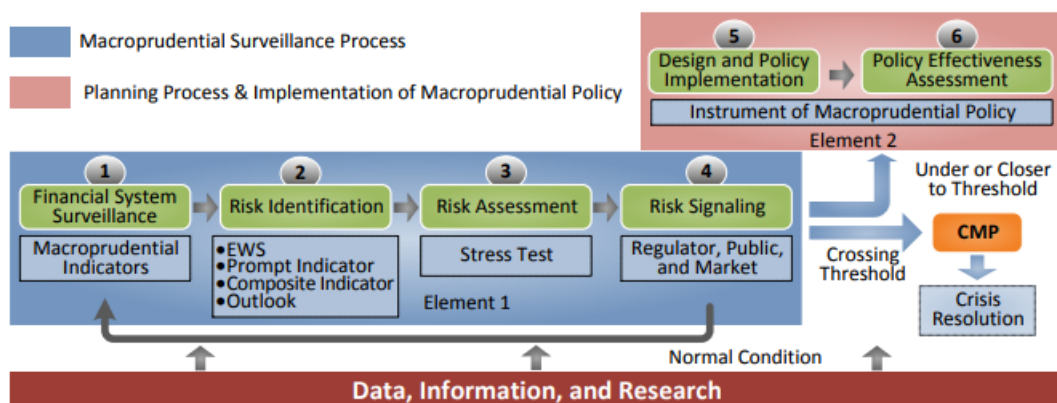 Macroprudential Surveillance Process
Planning Process & Implementation of Macroprudential Policy
5
Design and Policy
Implementation
6
Policy Effectiveness
Assessment
Instrument of Macroprudential Policy
Element 2
1
Financial System
Surveillance
Macroprudential
Indicators
2
Risk Identification
●EWS
●Prompt Indicator
●Composite Indicator
●Outlook
3
Risk Assessment
Stress Test
4
Risk Signaling
Regulator, Public,
and Market
Element 1
Under or Closer
to Threshold
Crossing
Threshold
CMP
Crisis
Resolution
Normal Condition
Data, Information, and Research